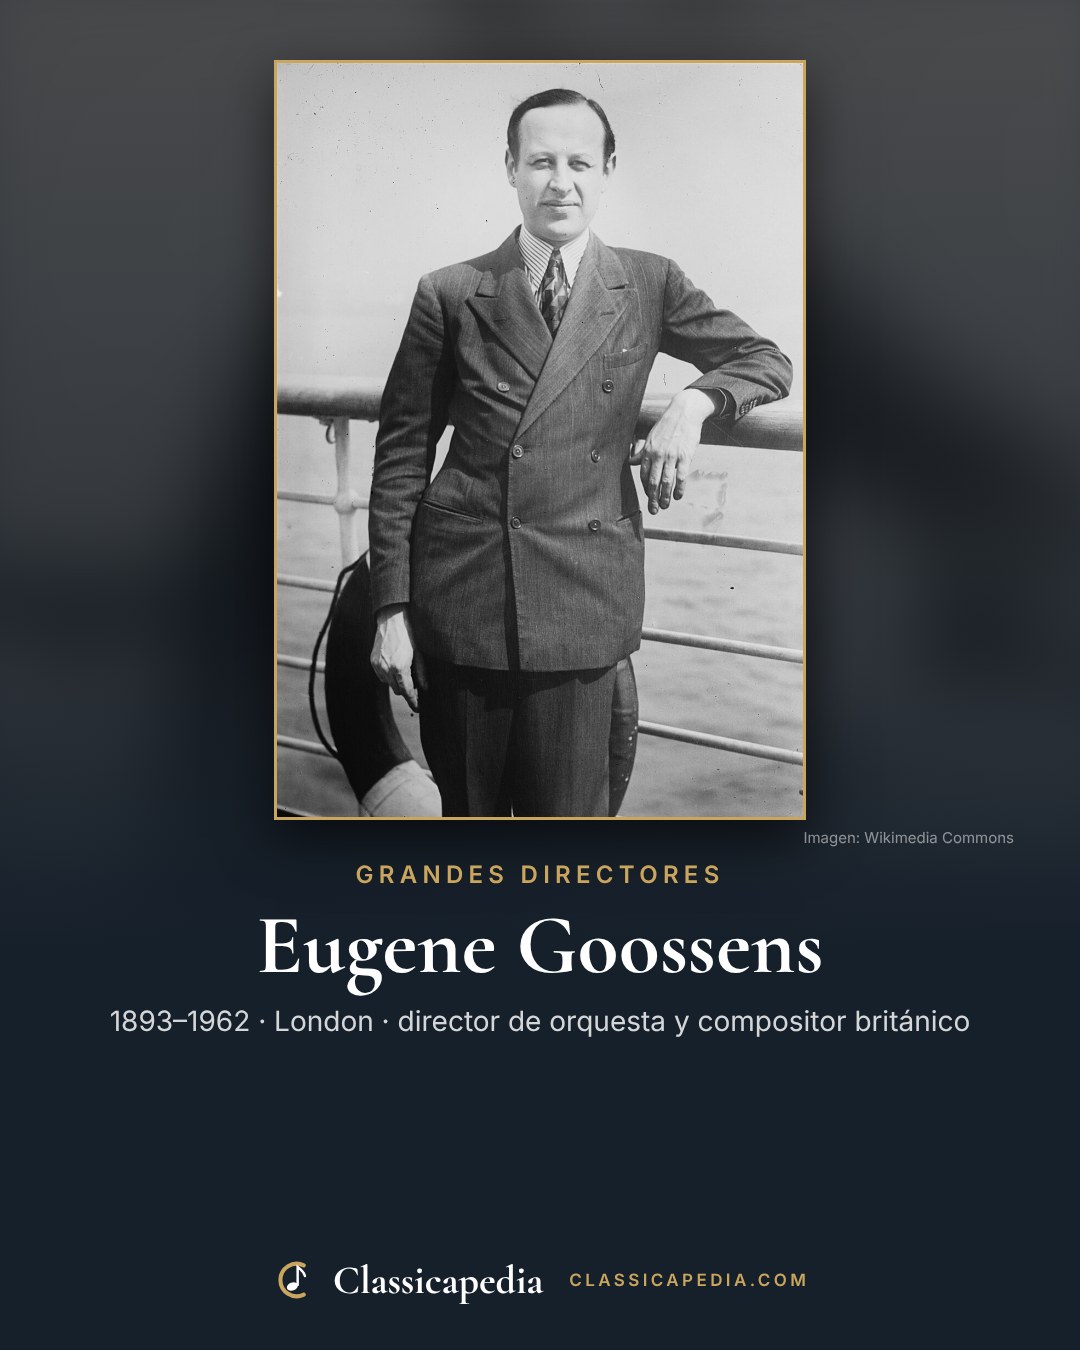 Imagen: Wikimedia Commons
GRANDES DIRECTORES
Eugene Goossens
1893–1962 · London · director de orquesta y compositor británico
Classicapedia CLASSICAPEDIA.COM